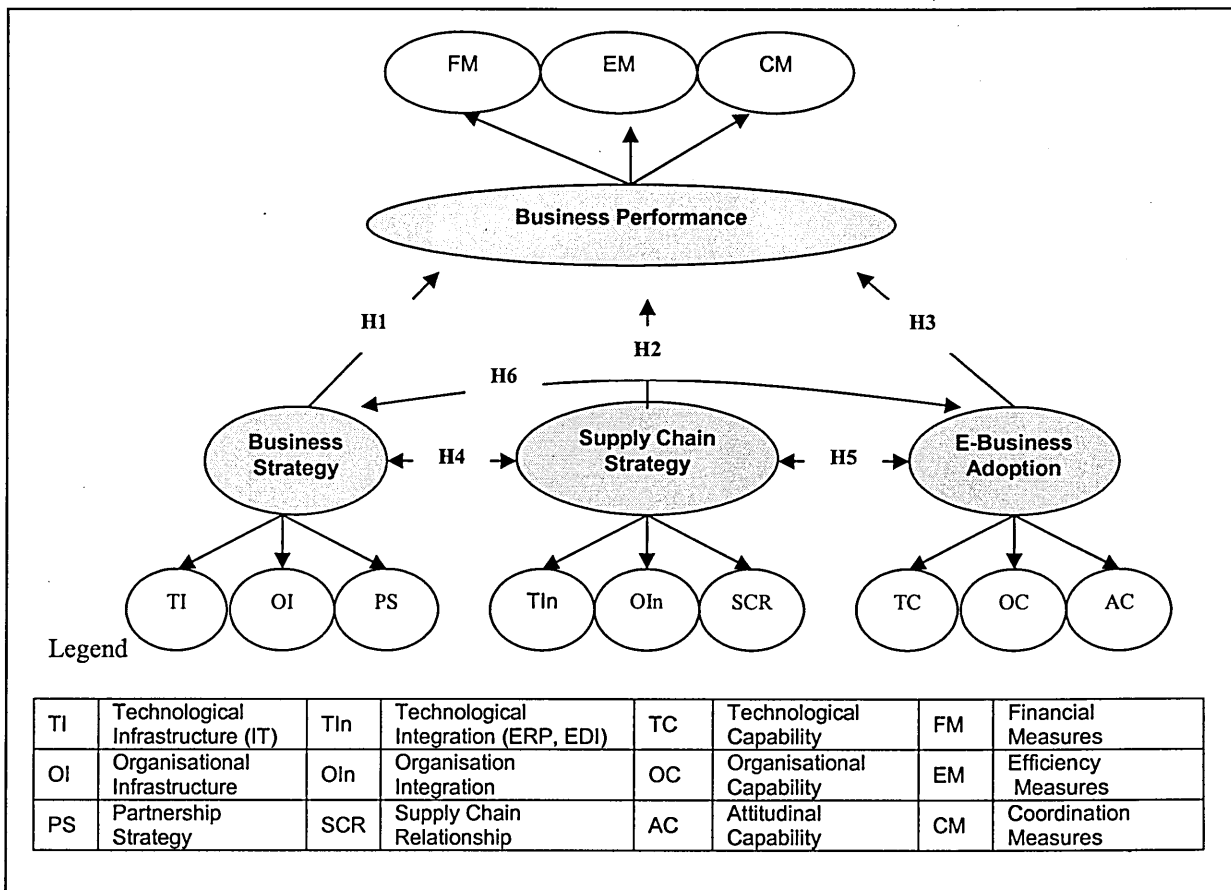 FM EM CM
Business Performance
H1 H3
H2
H6
Business Strategy
Supply Chain Strategy
E-Business Adoption
H4 H5
TI OI PS TIn OIn SCR TC OC AC
Legend
TI Technological Infrastructure (IT) TIn Technological Integration (ERP, EDI) TC Technological Capability FM Financial Measures
OI Organisational Infrastructure OIn Organisation Integration OC Organisational Capability EM Efficiency Measures
PS Partnership Strategy SCR Supply Chain Relationship AC Attitudinal Capability CM Coordination Measures